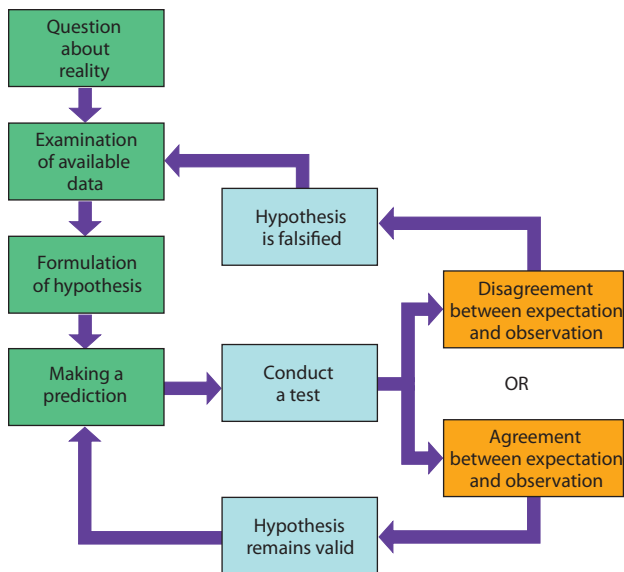 Question
about
reality
Examination
of available
data
Hypothesis
is falsified
Formulation
of hypothesis
Disagreement
between expectation
and observation
Making a
prediction
Conduct
a test
OR
Agreement
between expectation
and observation
Hypothesis
remains valid